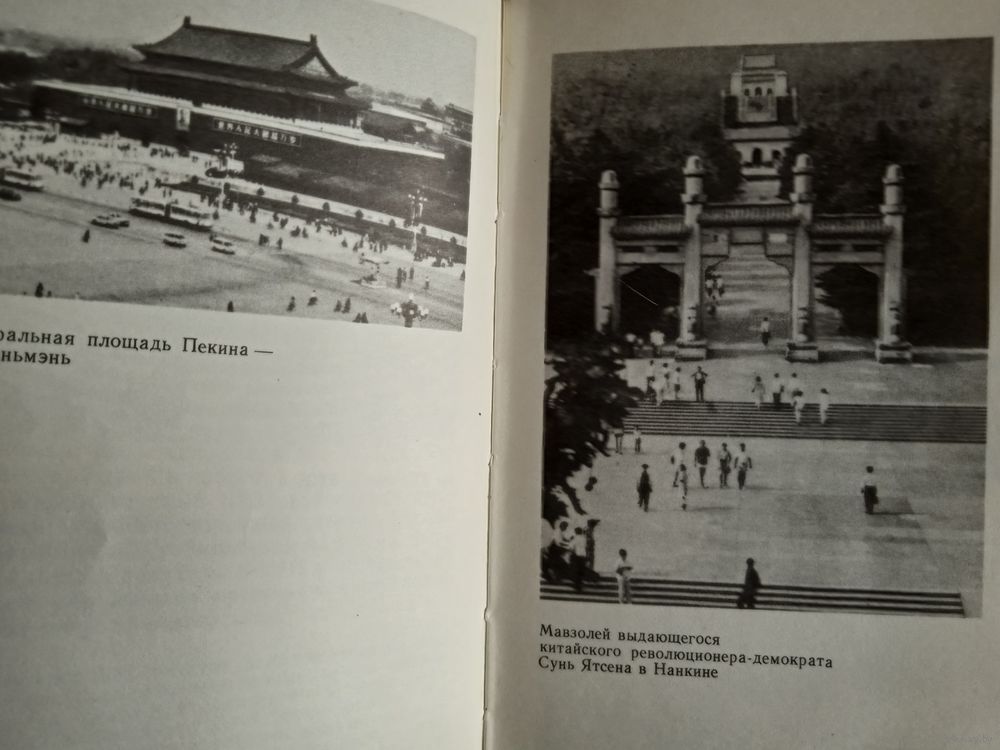 ральная площадь Пекина —
ньмэнь
Мавзолей выдающегося
китайского революционера-демократа
Сунь Ятсена в Нанкине